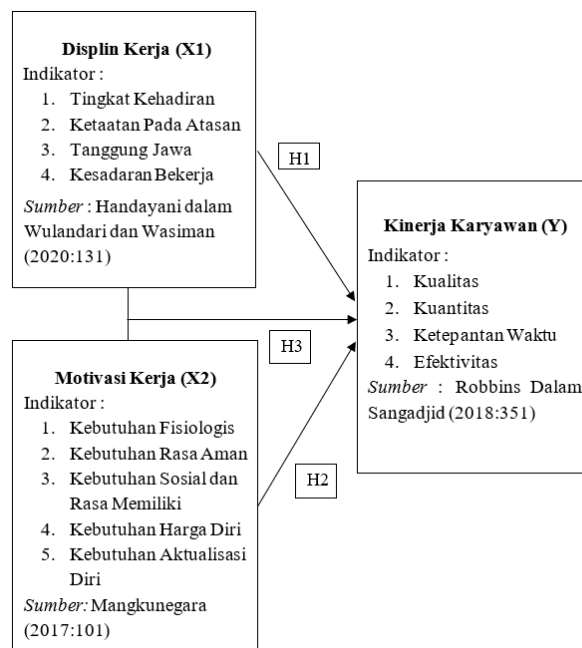 Displin Kerja (X1)
Indikator :
1. Tingkat Kehadiran
2. Ketaatan Pada Atasan
3. Tanggung Jawa
4. Kesadaran Bekerja
Sumber : Handayani dalam
Wulandari dan Wasiman
(2020:131)
H1
Kinerja Karyawan (Y)
Indikator :
1. Kualitas
2. Kuantitas
3. Ketepantan Waktu
4. Efektivitas
Sumber : Robbins Dalam
Sangadjid (2018:351)
H3
Motivasi Kerja (X2)
Indikator :
1. Kebutuhan Fisiologis
2. Kebutuhan Rasa Aman
3. Kebutuhan Sosial dan
Rasa Memiliki
4. Kebutuhan Harga Diri
5. Kebutuhan Aktualisasi
Diri
Sumber: Mangkunegara
(2017:101)
H2